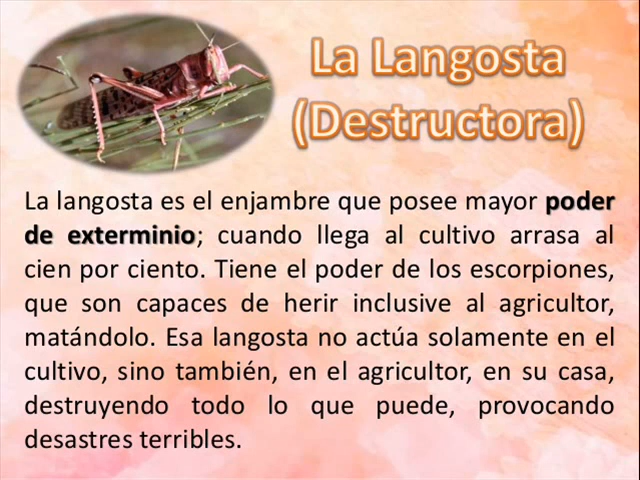 La Langosta
(Destructora)
La langosta es el enjambre que posee mayor poder
de exterminio; cuando llega al cultivo arrasa al
cien por ciento. Tiene el poder de los escorpiones,
que son capaces de herir inclusive al agricultor,
matándolo. Esa langosta no actúa solamente en el
cultivo, sino también, en el agricultor, en su casa,
destruyendo todo lo que puede, provocando
desastres terribles.